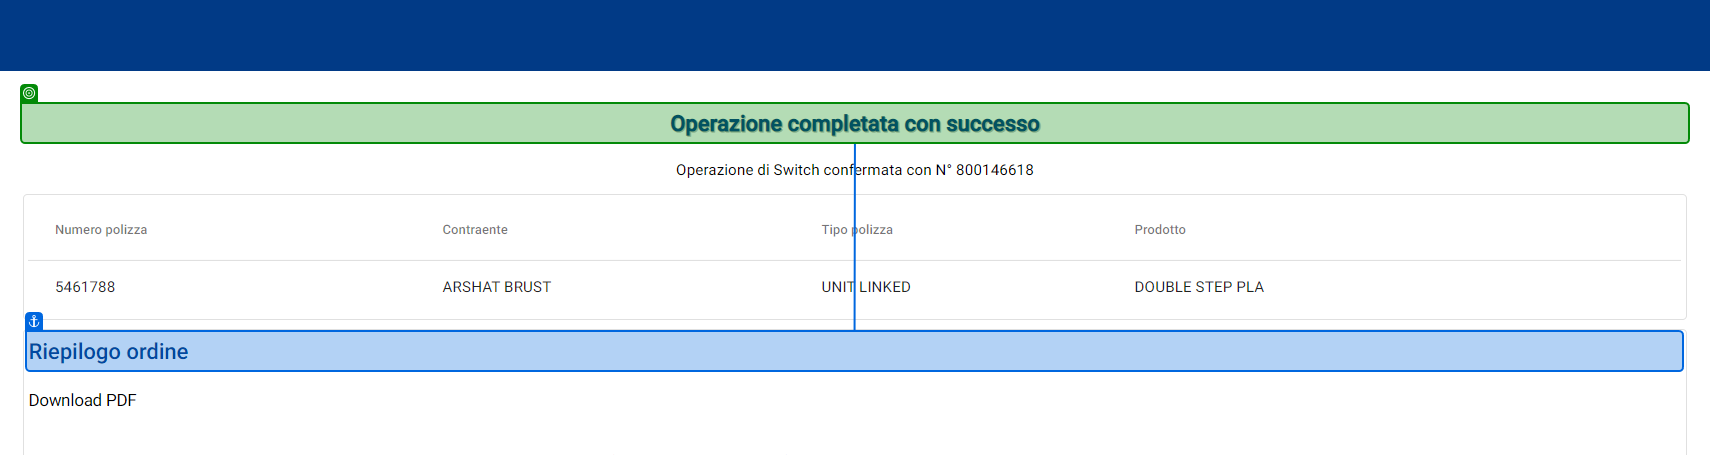 Operazione completata con successo
Operazione di Switch confermata con N° 800146618
Numero polizza Contraente Tipo polizza Prodotto
5461788 ARSHAT BRUST UNIT LINKED DOUBLE STEP PLA
Riepilogo ordine
Download PDF